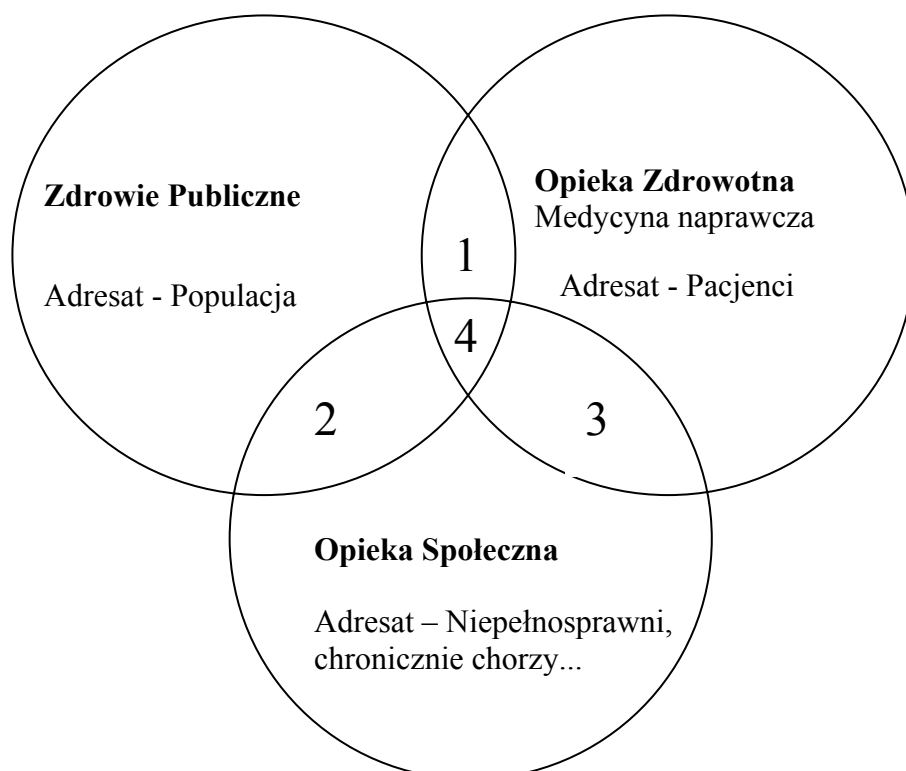 Zdrowie Publiczne
Adresat - Populacja
Opieka Zdrowotna
Medycyna naprawcza
Adresat - Pacjenci
1
4
2
3
Opieka Społeczna
Adresat – Niepełnosprawni,
chronicznie chorzy...